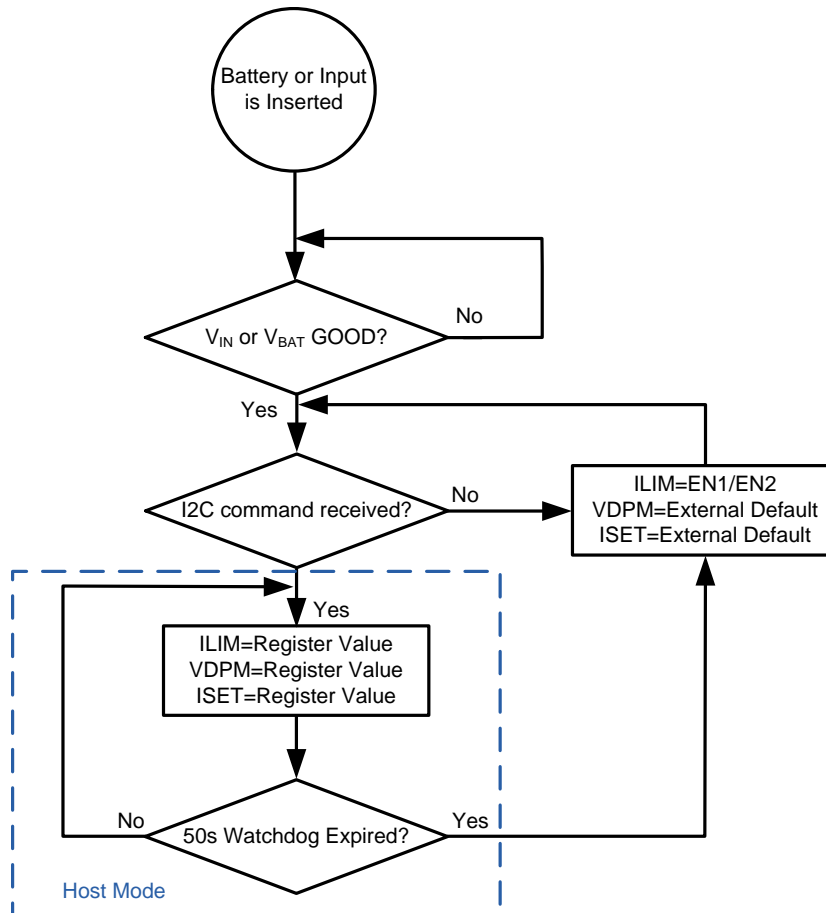 Battery or Input
is Inserted
V_IN or V_BAT GOOD?
No
Yes
I2C command received?
No
ILIM=EN1/EN2
VDPM=External Default
ISET=External Default
Yes
ILIM=Register Value
VDPM=Register Value
ISET=Register Value
No
50s Watchdog Expired?
Yes
Host Mode